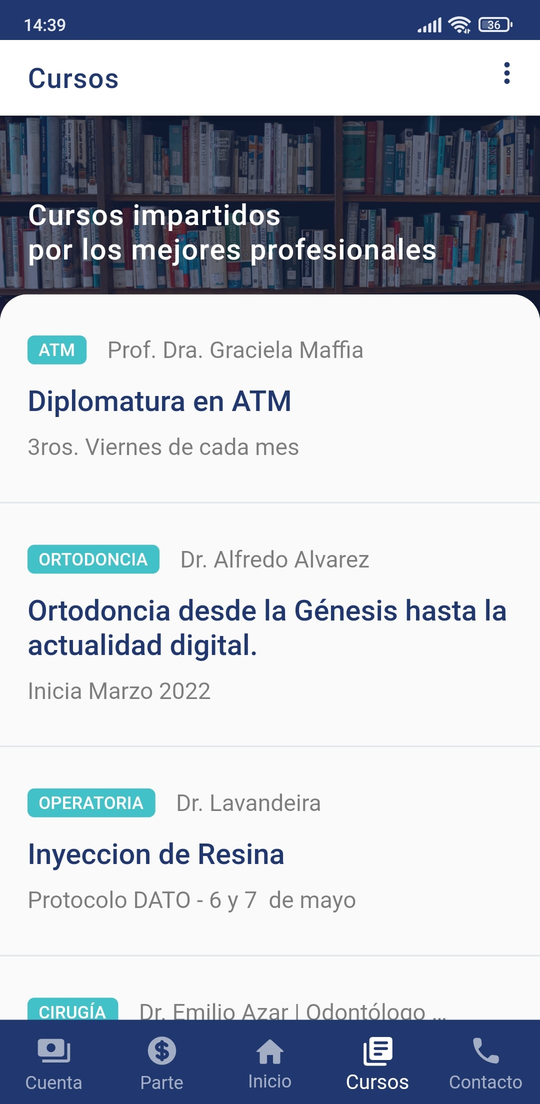 14:39
36
Cursos
Cursos impartidos
por los mejores profesionales
ATM Prof. Dra. Graciela Maffia
Diplomatura en ATM
3ros. Viernes de cada mes
ORTODONCIA Dr. Alfredo Alvarez
Ortodoncia desde la Génesis hasta la
actualidad digital.
Inicia Marzo 2022
OPERATORIA Dr. Lavandeira
Inyeccion de Resina
Protocolo DATO - 6 y 7  de mayo
CIRUGÍA Dr. Emilio Azar | Odontólogo ...
Cuenta Parte Inicio Cursos Contacto